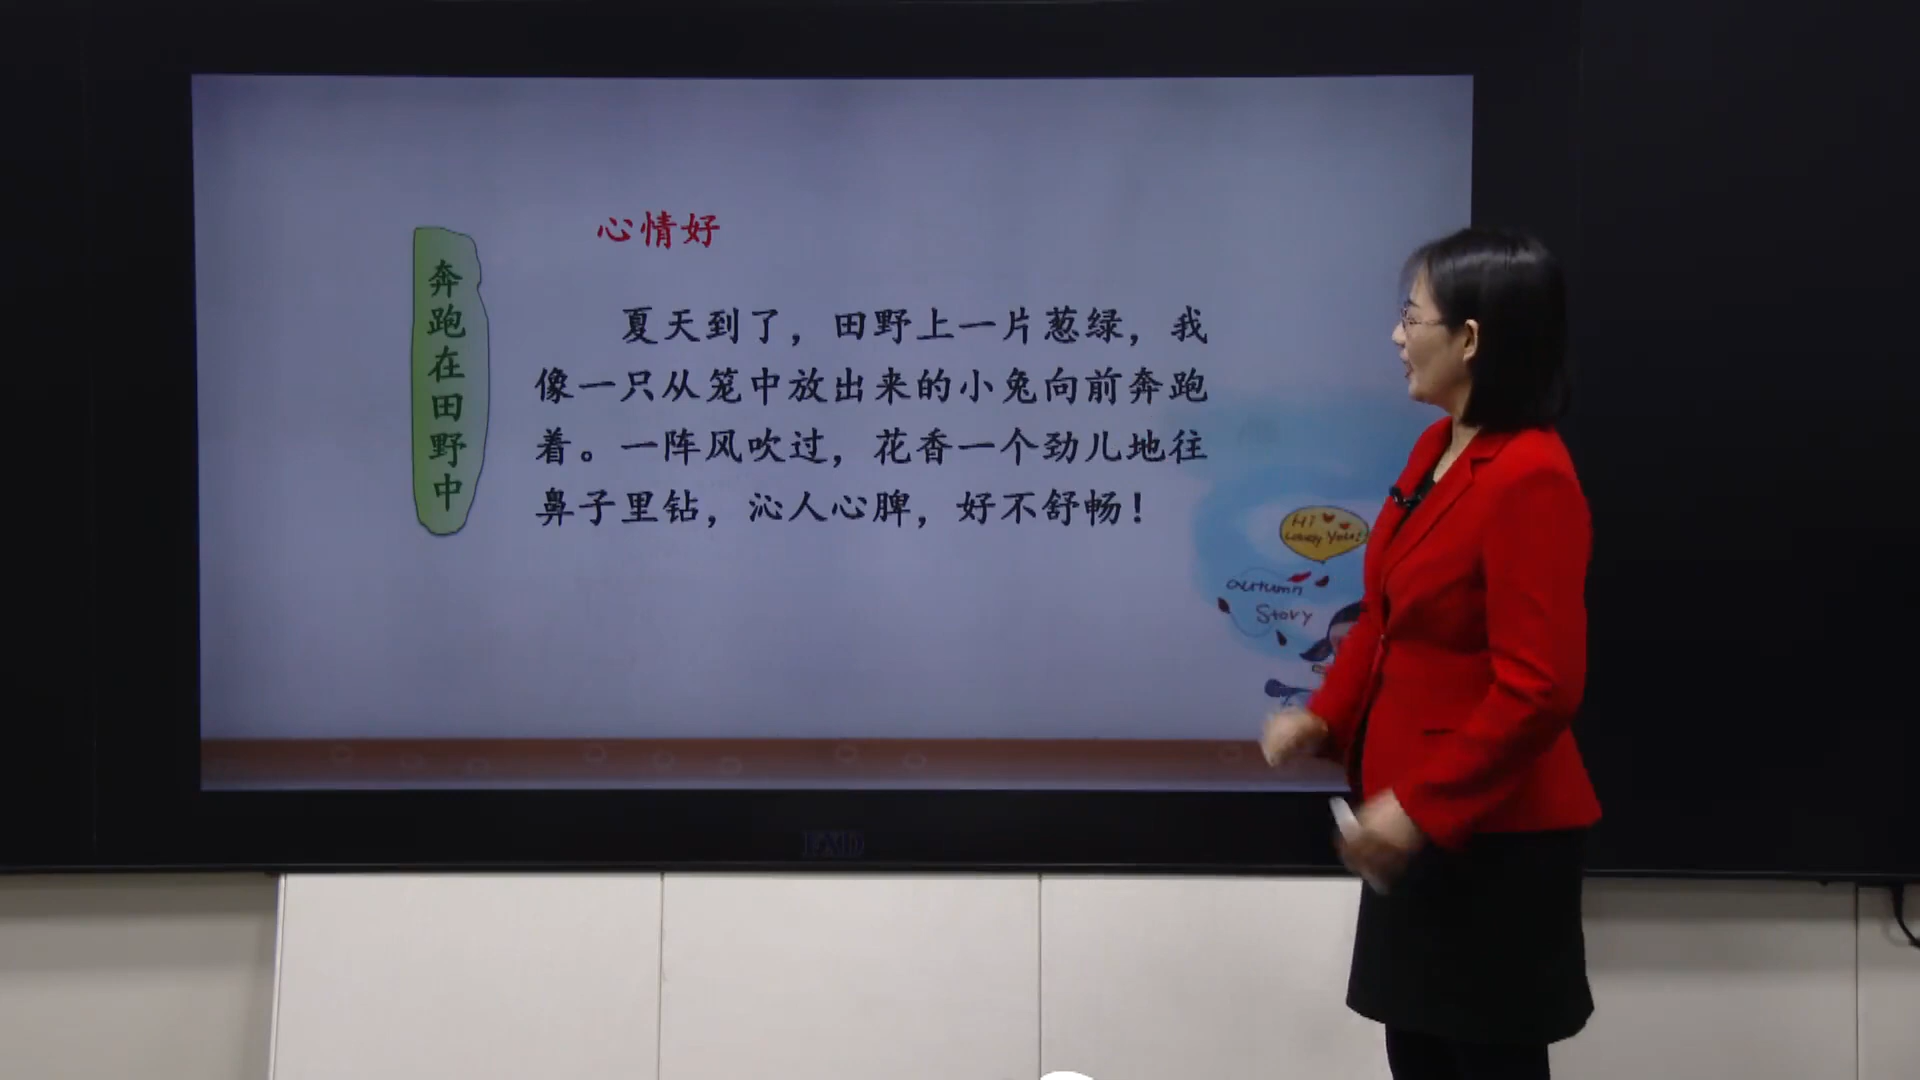 心情好
奔跑在田野中
夏天到了，田野上一片葱绿，我
像一只从笼中放出来的小兔向前奔跑
着。一阵风吹过，花香一个劲儿地往
鼻子里钻，沁人心脾，好不舒畅！
Hi
Lovely You!
autumn
Story